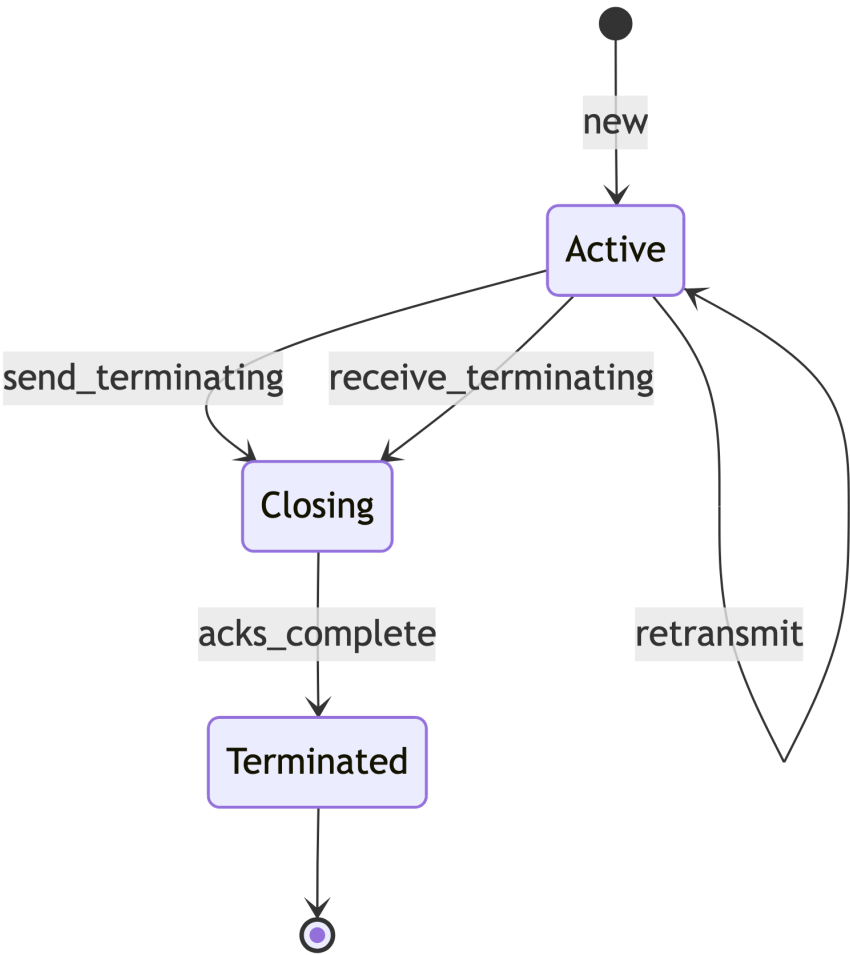 new
Active
send_terminating
receive_terminating
Closing
acks_complete
retransmit
Terminated